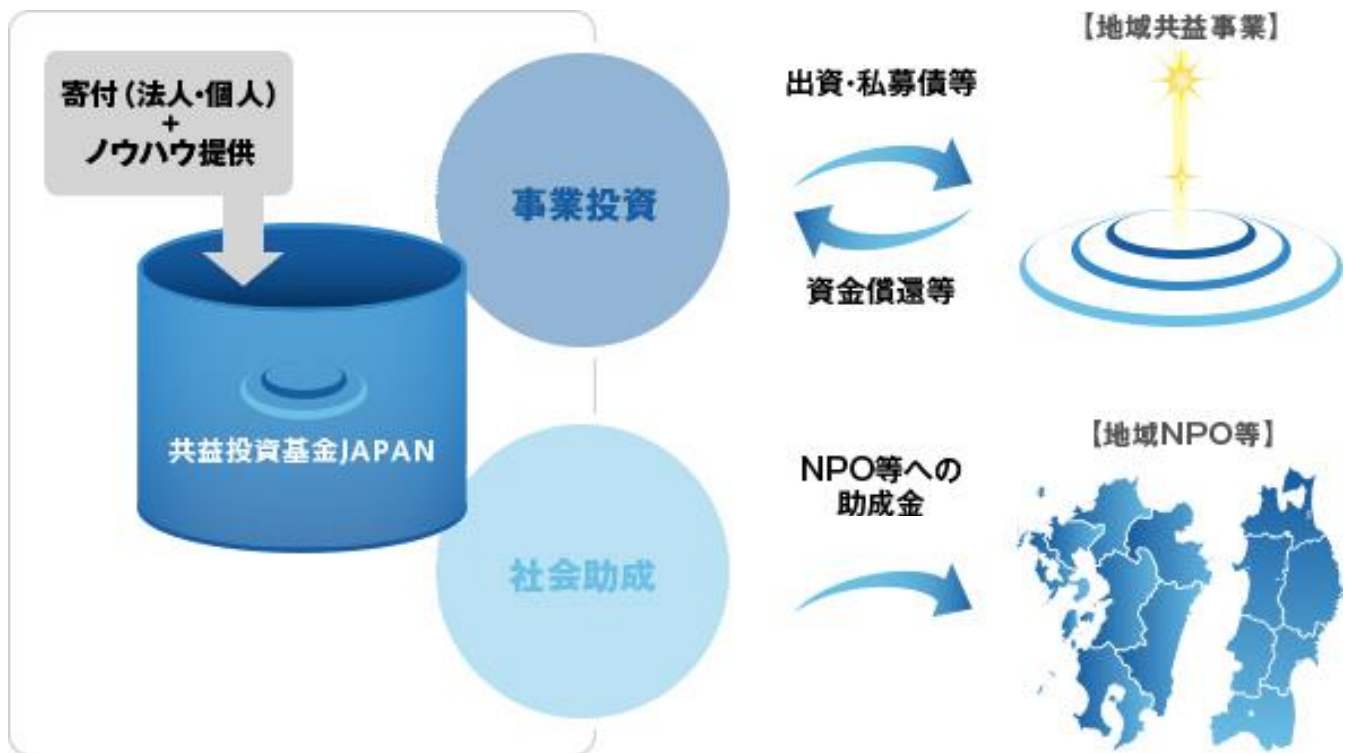 寄付(法人・個人)
+
ノウハウ提供
共益投資基金JAPAN
事業投資
社会助成
出資・私募債等
資金償還等
【地域共益事業】
NPO等への
助成金
【地域NPO等】